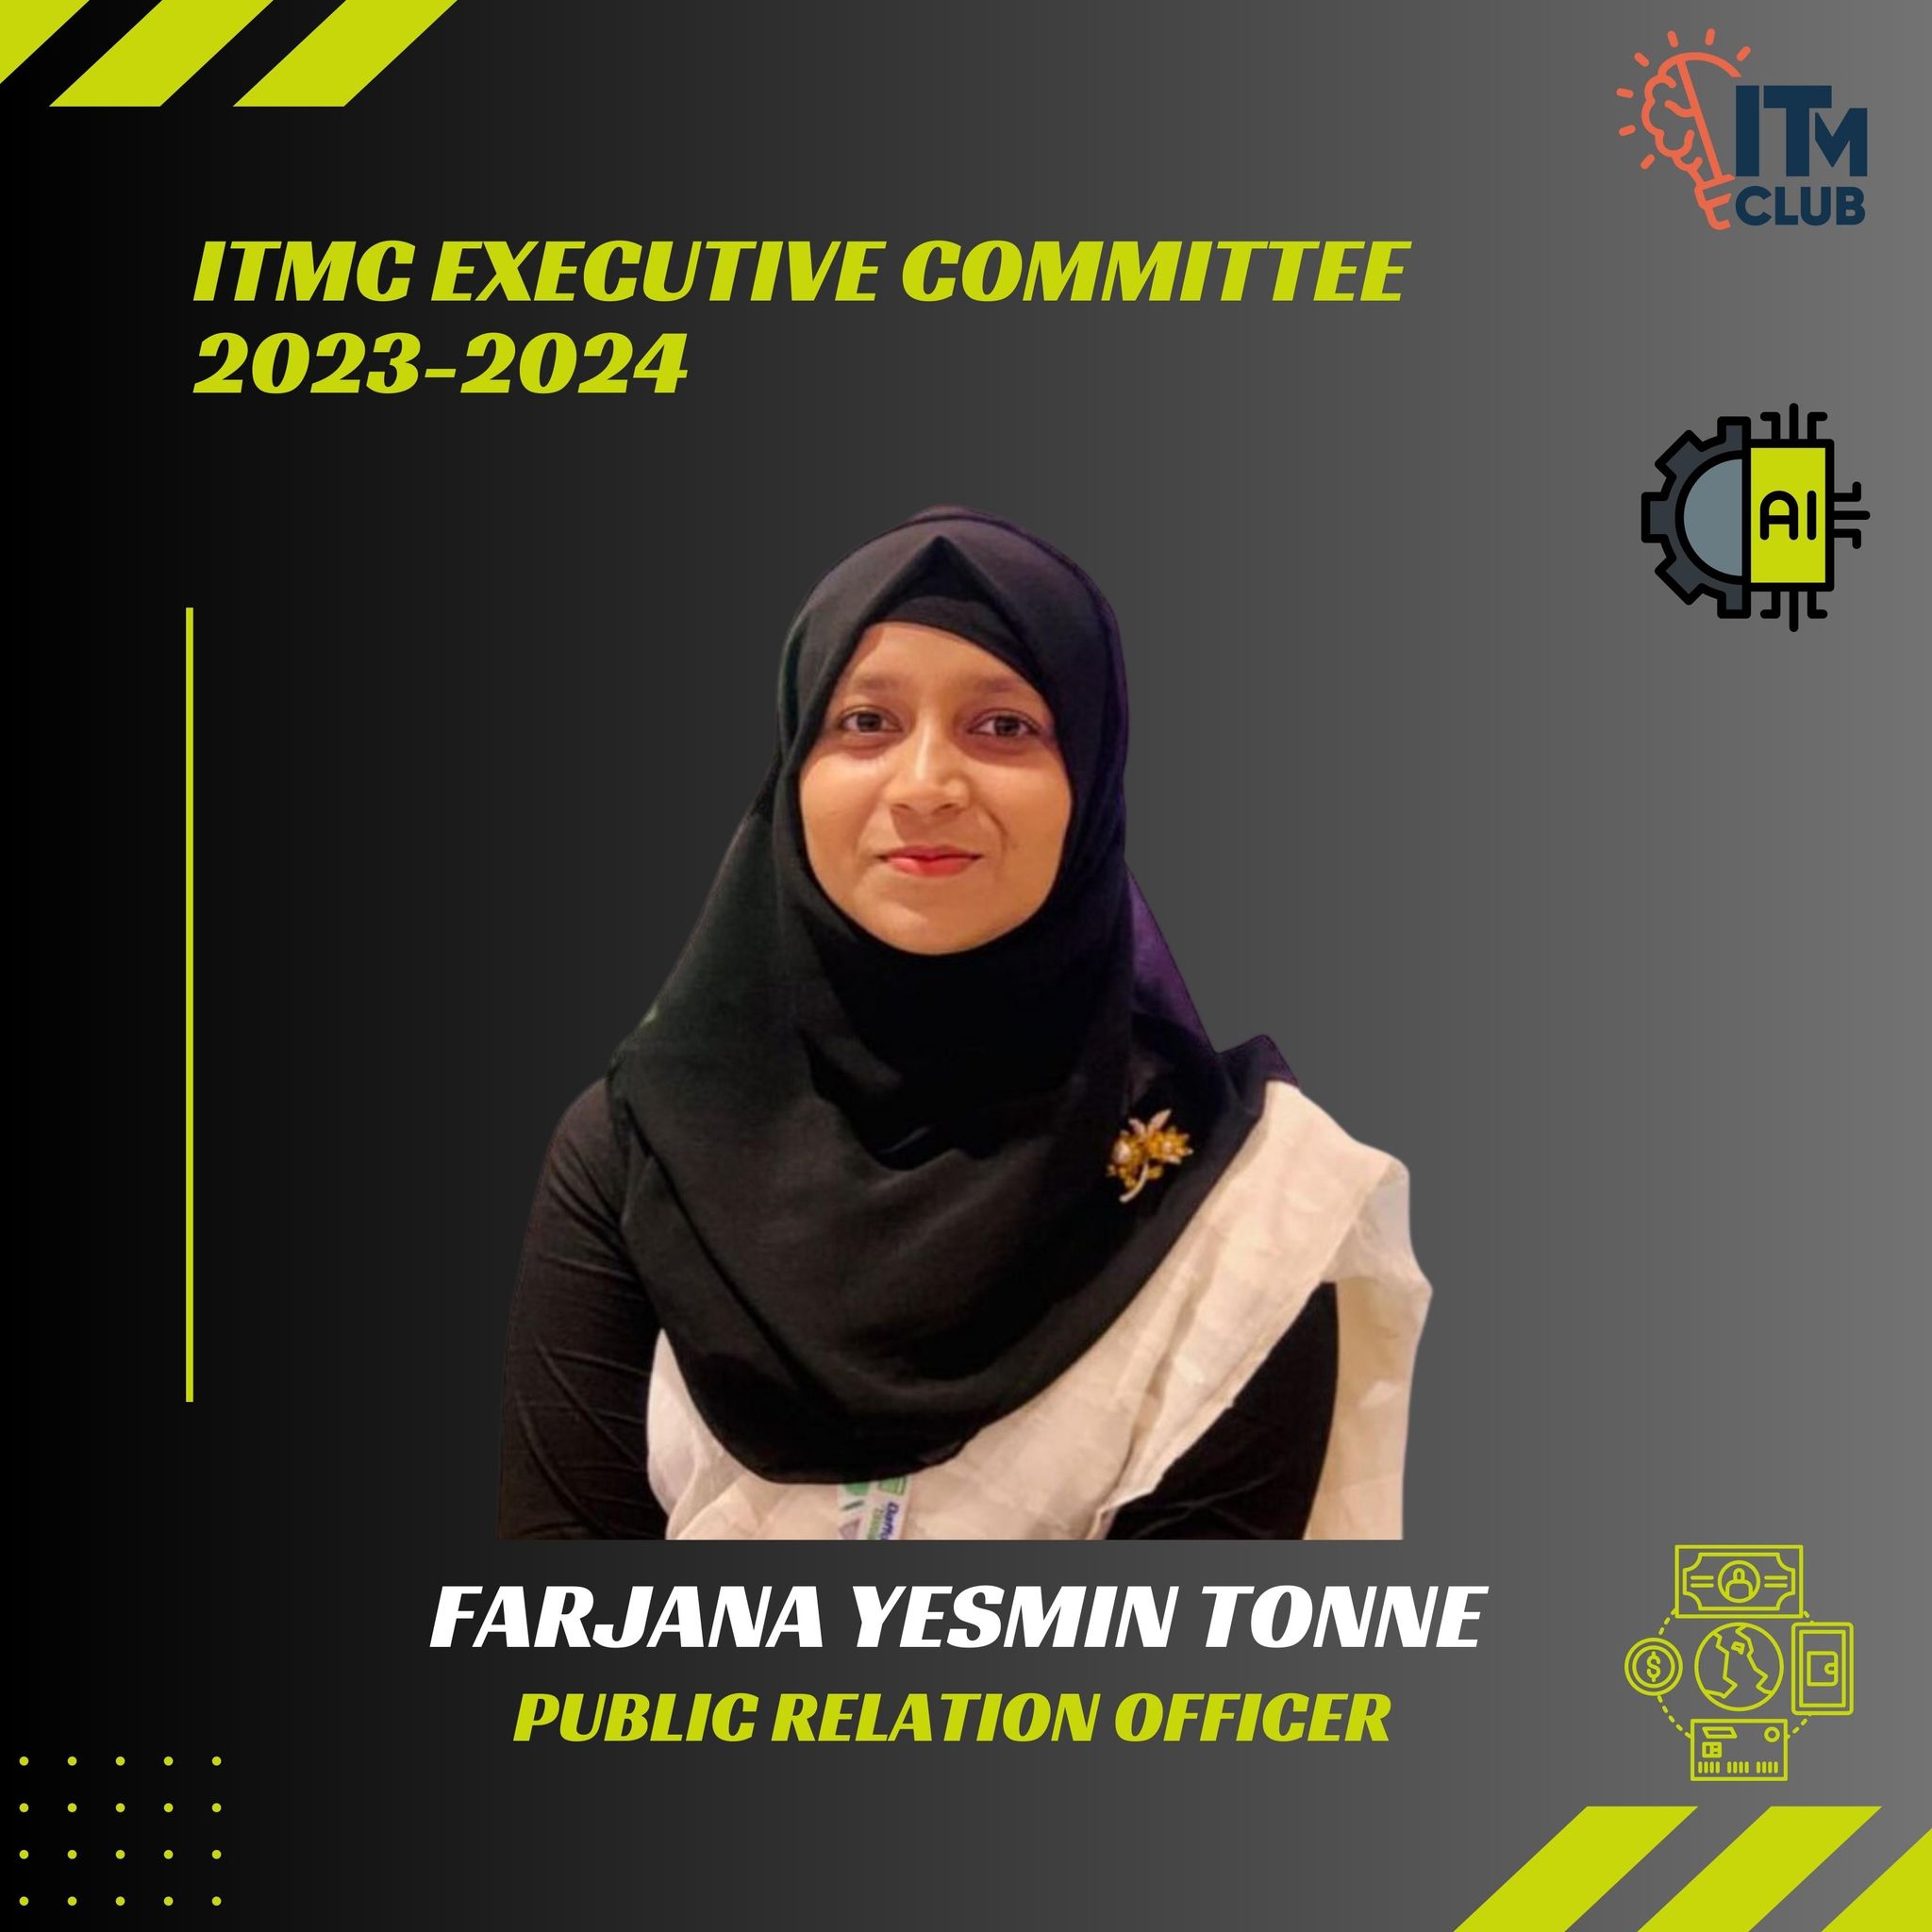 ITM
CLUB
ITMC EXECUTIVE COMMITTEE
2023-2024
AI
FARJANA YESMIN TONNE
PUBLIC RELATION OFFICER